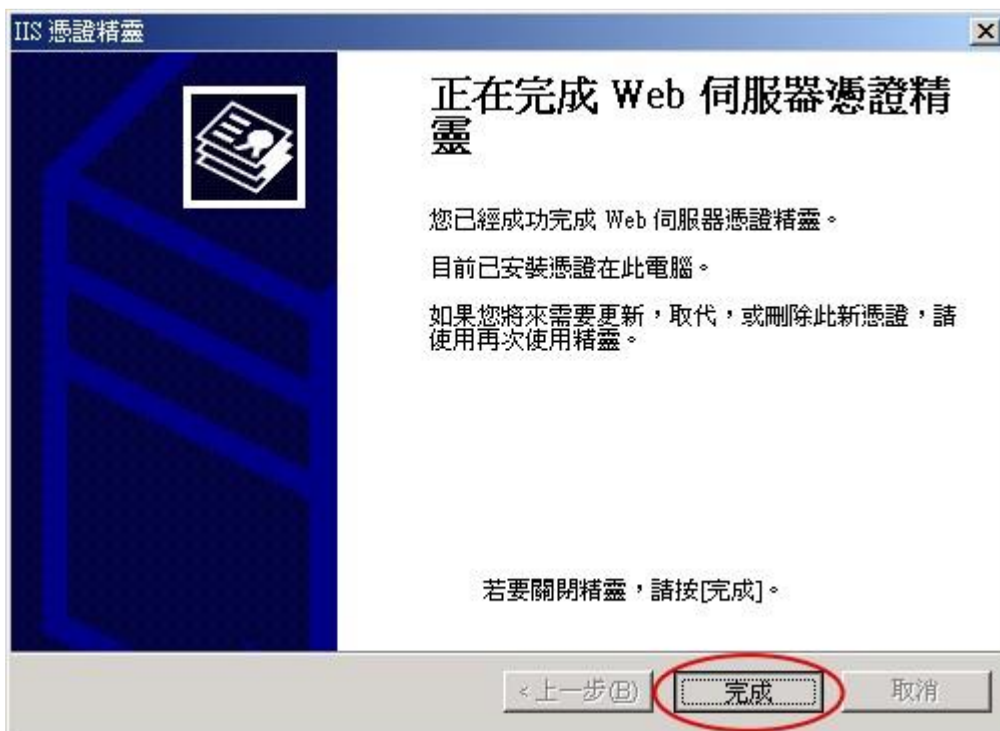 IIS 憑證精靈
正在完成 Web 伺服器憑證精
靈
您已經成功完成 Web 伺服器憑證精靈。
目前已安裝憑證在此電腦。
如果您將來需要更新，取代，或刪除此新憑證，請
使用再次使用精靈。
若要關閉精靈，請按[完成]。
<上一步(B)
完成
取消